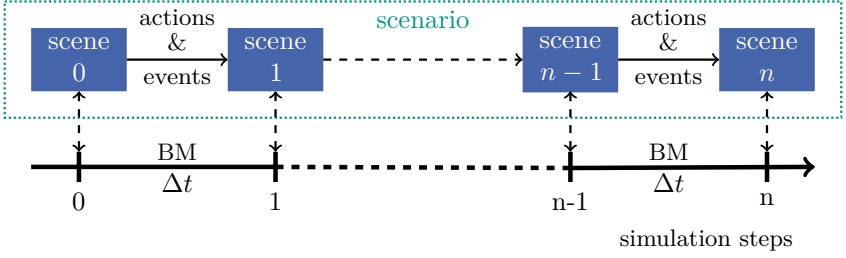 scenario
scene
0
actions
&
events
scene
1
scene
n − 1
actions
&
events
scene
n
BM
Δt
BM
Δt
0
1
n-1
n
simulation steps